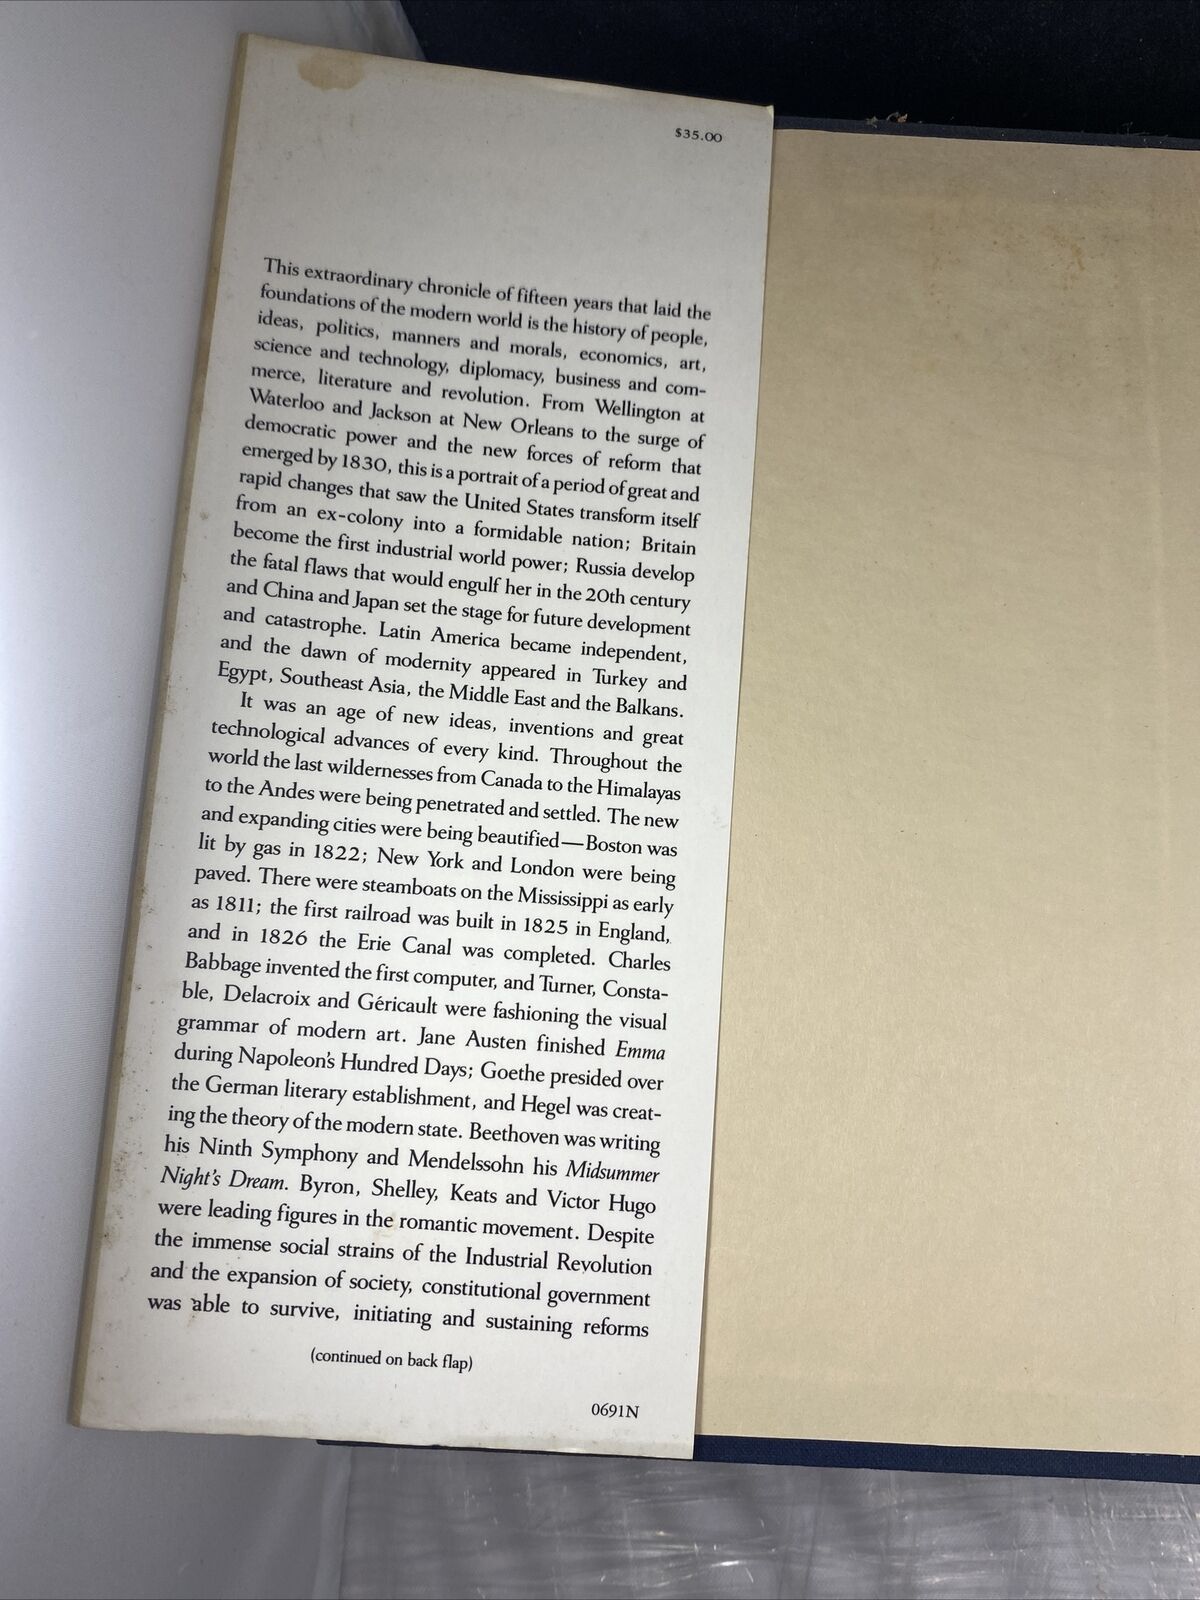 $35.00
This extraordinary chronicle of fifteen years that laid the
foundations of the modern world is the history of people,
ideas, politics, manners and morals, economics, art,
science and technology, diplomacy, business and com-
merce, literature and revolution. From Wellington at
Waterloo and Jackson at New Orleans to the surge of
democratic power and the new forces of reform that
emerged by 1830, this is a portrait of a period of great and
rapid changes that saw the United States transform itself
from an ex-colony into a formidable nation; Britain
become the first industrial world power; Russia develop
the fatal flaws that would engulf her in the 20th century
and China and Japan set the stage for future development
and catastrophe. Latin America became independent,
and the dawn of modernity appeared in Turkey and
Egypt, Southeast Asia, the Middle East and the Balkans.
It was an age of new ideas, inventions and great
technological advances of every kind. Throughout the
world the last wildernesses from Canada to the Himalayas
to the Andes were being penetrated and settled. The new
and expanding cities were being beautified—Boston was
lit by gas in 1822; New York and London were being
paved. There were steamboats on the Mississippi as early
as 1811; the first railroad was built in 1825 in England,
and in 1826 the Erie Canal was completed. Charles
Babbage invented the first computer, and Turner, Consta-
ble, Delacroix and Géricault were fashioning the visual
grammar of modern art. Jane Austen finished Emma
during Napoleon's Hundred Days; Goethe presided over
the German literary establishment, and Hegel was creat-
ing the theory of the modern state. Beethoven was writing
his Ninth Symphony and Mendelssohn his Midsummer
Night's Dream. Byron, Shelley, Keats and Victor Hugo
were leading figures in the romantic movement. Despite
the immense social strains of the Industrial Revolution
and the expansion of society, constitutional government
was able to survive, initiating and sustaining reforms
(continued on back flap)
0691N